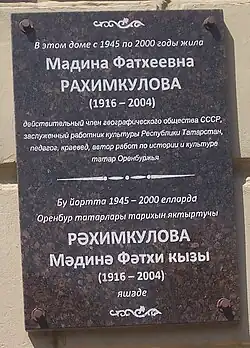 В этом доме с 1945 по 2000 годы жила
Мадина Фатхеевна
РАХИМКУЛОВА
(1916 – 2004)
действительный член географического общества СССР,
заслуженный работник культуры Республики Татарстан,
педагог, краевед, автор работ по истории и культуре
татар Оренбуржья
Бу йортта 1945 – 2000 елларда
Оренбур татарлары тарихын яктыртучы
РӘХИМКУЛОВА
Мәдинә Фәтхи кызы
(1916 – 2004)
яшәде